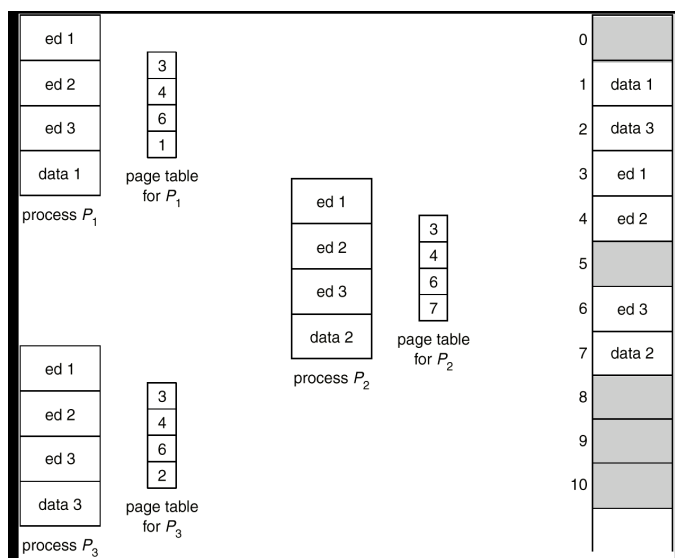 ed 1
ed 2
ed 3
data 1
process P1
3
4
6
1
page table
for P1
ed 1
ed 2
ed 3
data 2
process P2
3
4
6
7
page table
for P2
ed 1
ed 2
ed 3
data 3
process P3
3
4
6
2
page table
for P3
0
1 data 1
2 data 3
3 ed 1
4 ed 2
5
6 ed 3
7 data 2
8
9
10